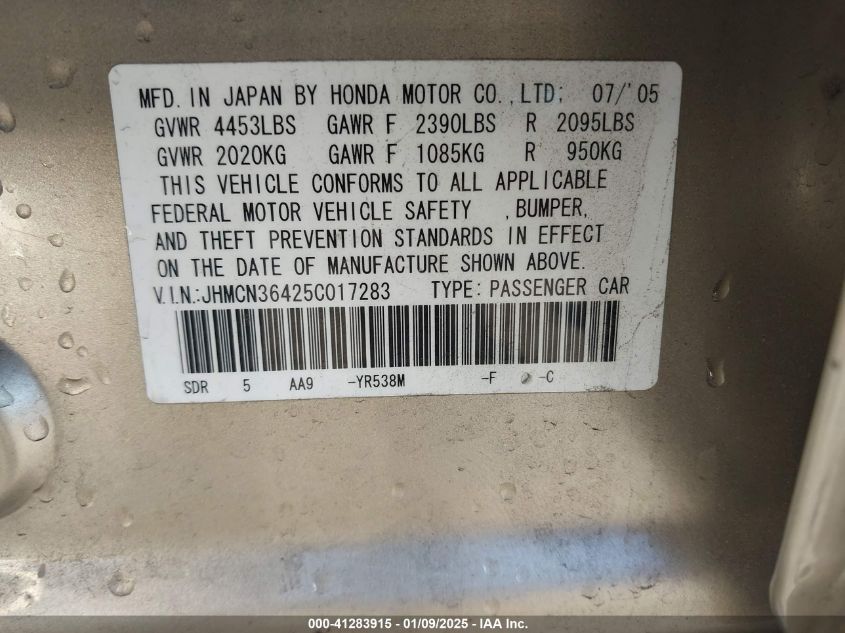 MFD. IN JAPAN BY HONDA MOTOR CO.,LTD; 07/'05
GVWR 4453LBS GAWR F 2390LBS R 2095LBS
GVWR 2020KG GAWR F 1085KG R 950KG
THIS VEHICLE CONFORMS TO ALL APPLICABLE
FEDERAL MOTOR VEHICLE SAFETY ,BUMPER,
AND THEFT PREVENTION STANDARDS IN EFFECT
ON THE DATE OF MANUFACTURE SHOWN ABOVE.
V.I.N.:JHMCN36425C017283 TYPE: PASSENGER CAR
SDR 5 AA9 -YR538M -F -C
000-41283915 - 01/09/2025 - IAA Inc.